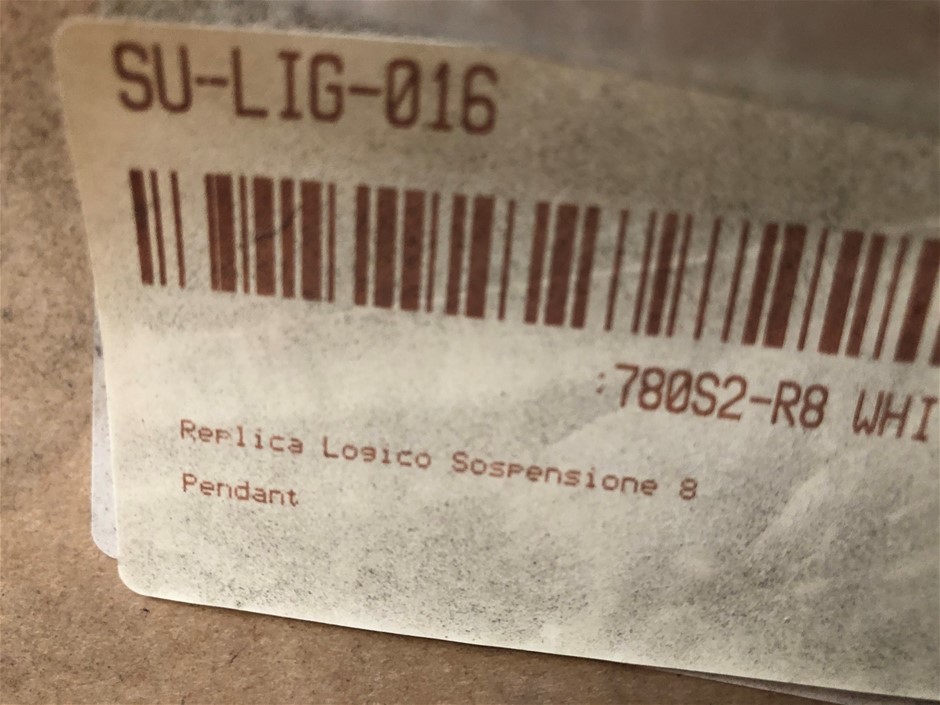 SU-LIG-016
:780S2-R8 WHI
Replica Logico Sospensione 8
Pendant